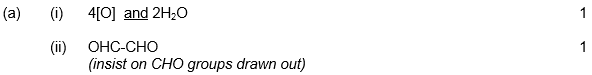 (a) (i) 4[O] and 2H₂O 1
(ii) OHC-CHO 1
(insist on CHO groups drawn out)